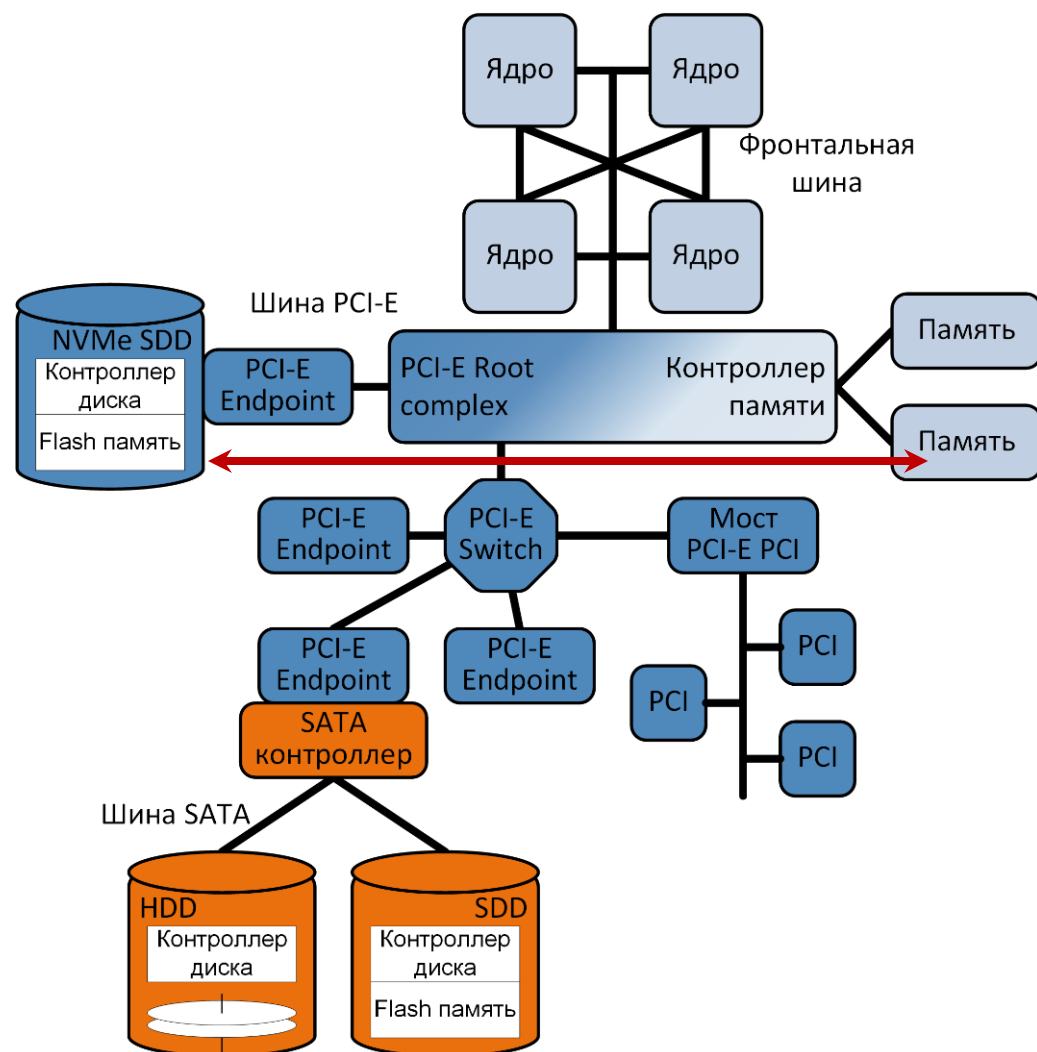 Ядро
Ядро
Фронтальная
шина
Ядро
Ядро
Шина PCI-E
NVMe SDD
Контроллер
диска
Flash память
PCI-E
Endpoint
PCI-E Root
complex
Контроллер
памяти
Память
Память
PCI-E
Endpoint
PCI-E
Switch
Мост
PCI-E PCI
PCI-E
Endpoint
PCI-E
Endpoint
PCI
PCI
PCI
SATA
контроллер
Шина SATA
HDD
Контроллер
диска
SDD
Контроллер
диска
Flash память